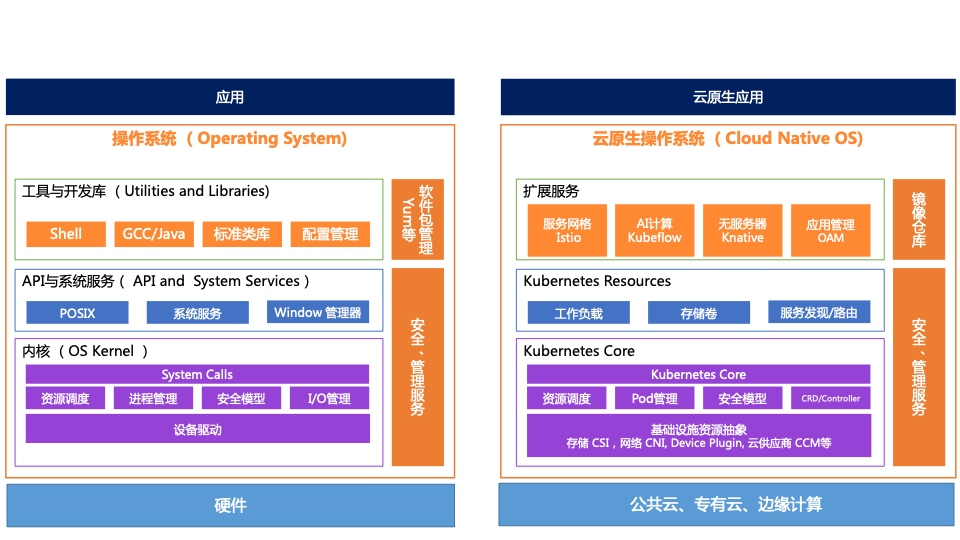 应用
操作系统 ( Operating System)
工具与开发库 ( Utilities and Libraries)
Shell
GCC/Java
标准类库
配置管理
软件包管理
Yum等
API与系统服务 ( API and System Services )
POSIX
系统服务
Window 管理器
内核 ( OS Kernel )
System Calls
资源调度
进程管理
安全模型
I/O管理
设备驱动
安全、管理服务
硬件
云原生应用
云原生操作系统 ( Cloud Native OS)
扩展服务
服务网格
Istio
AI计算
Kubeflow
无服务器
Knative
应用管理
OAM
镜像仓库
Kubernetes Resources
工作负载
存储卷
服务发现/路由
Kubernetes Core
Kubernetes Core
资源调度
Pod管理
安全模型
CRD/Controller
基础设施资源抽象
存储 CSI，网络 CNI, Device Plugin, 云供应商 CCM等
安全、管理服务
公共云、专有云、边缘计算